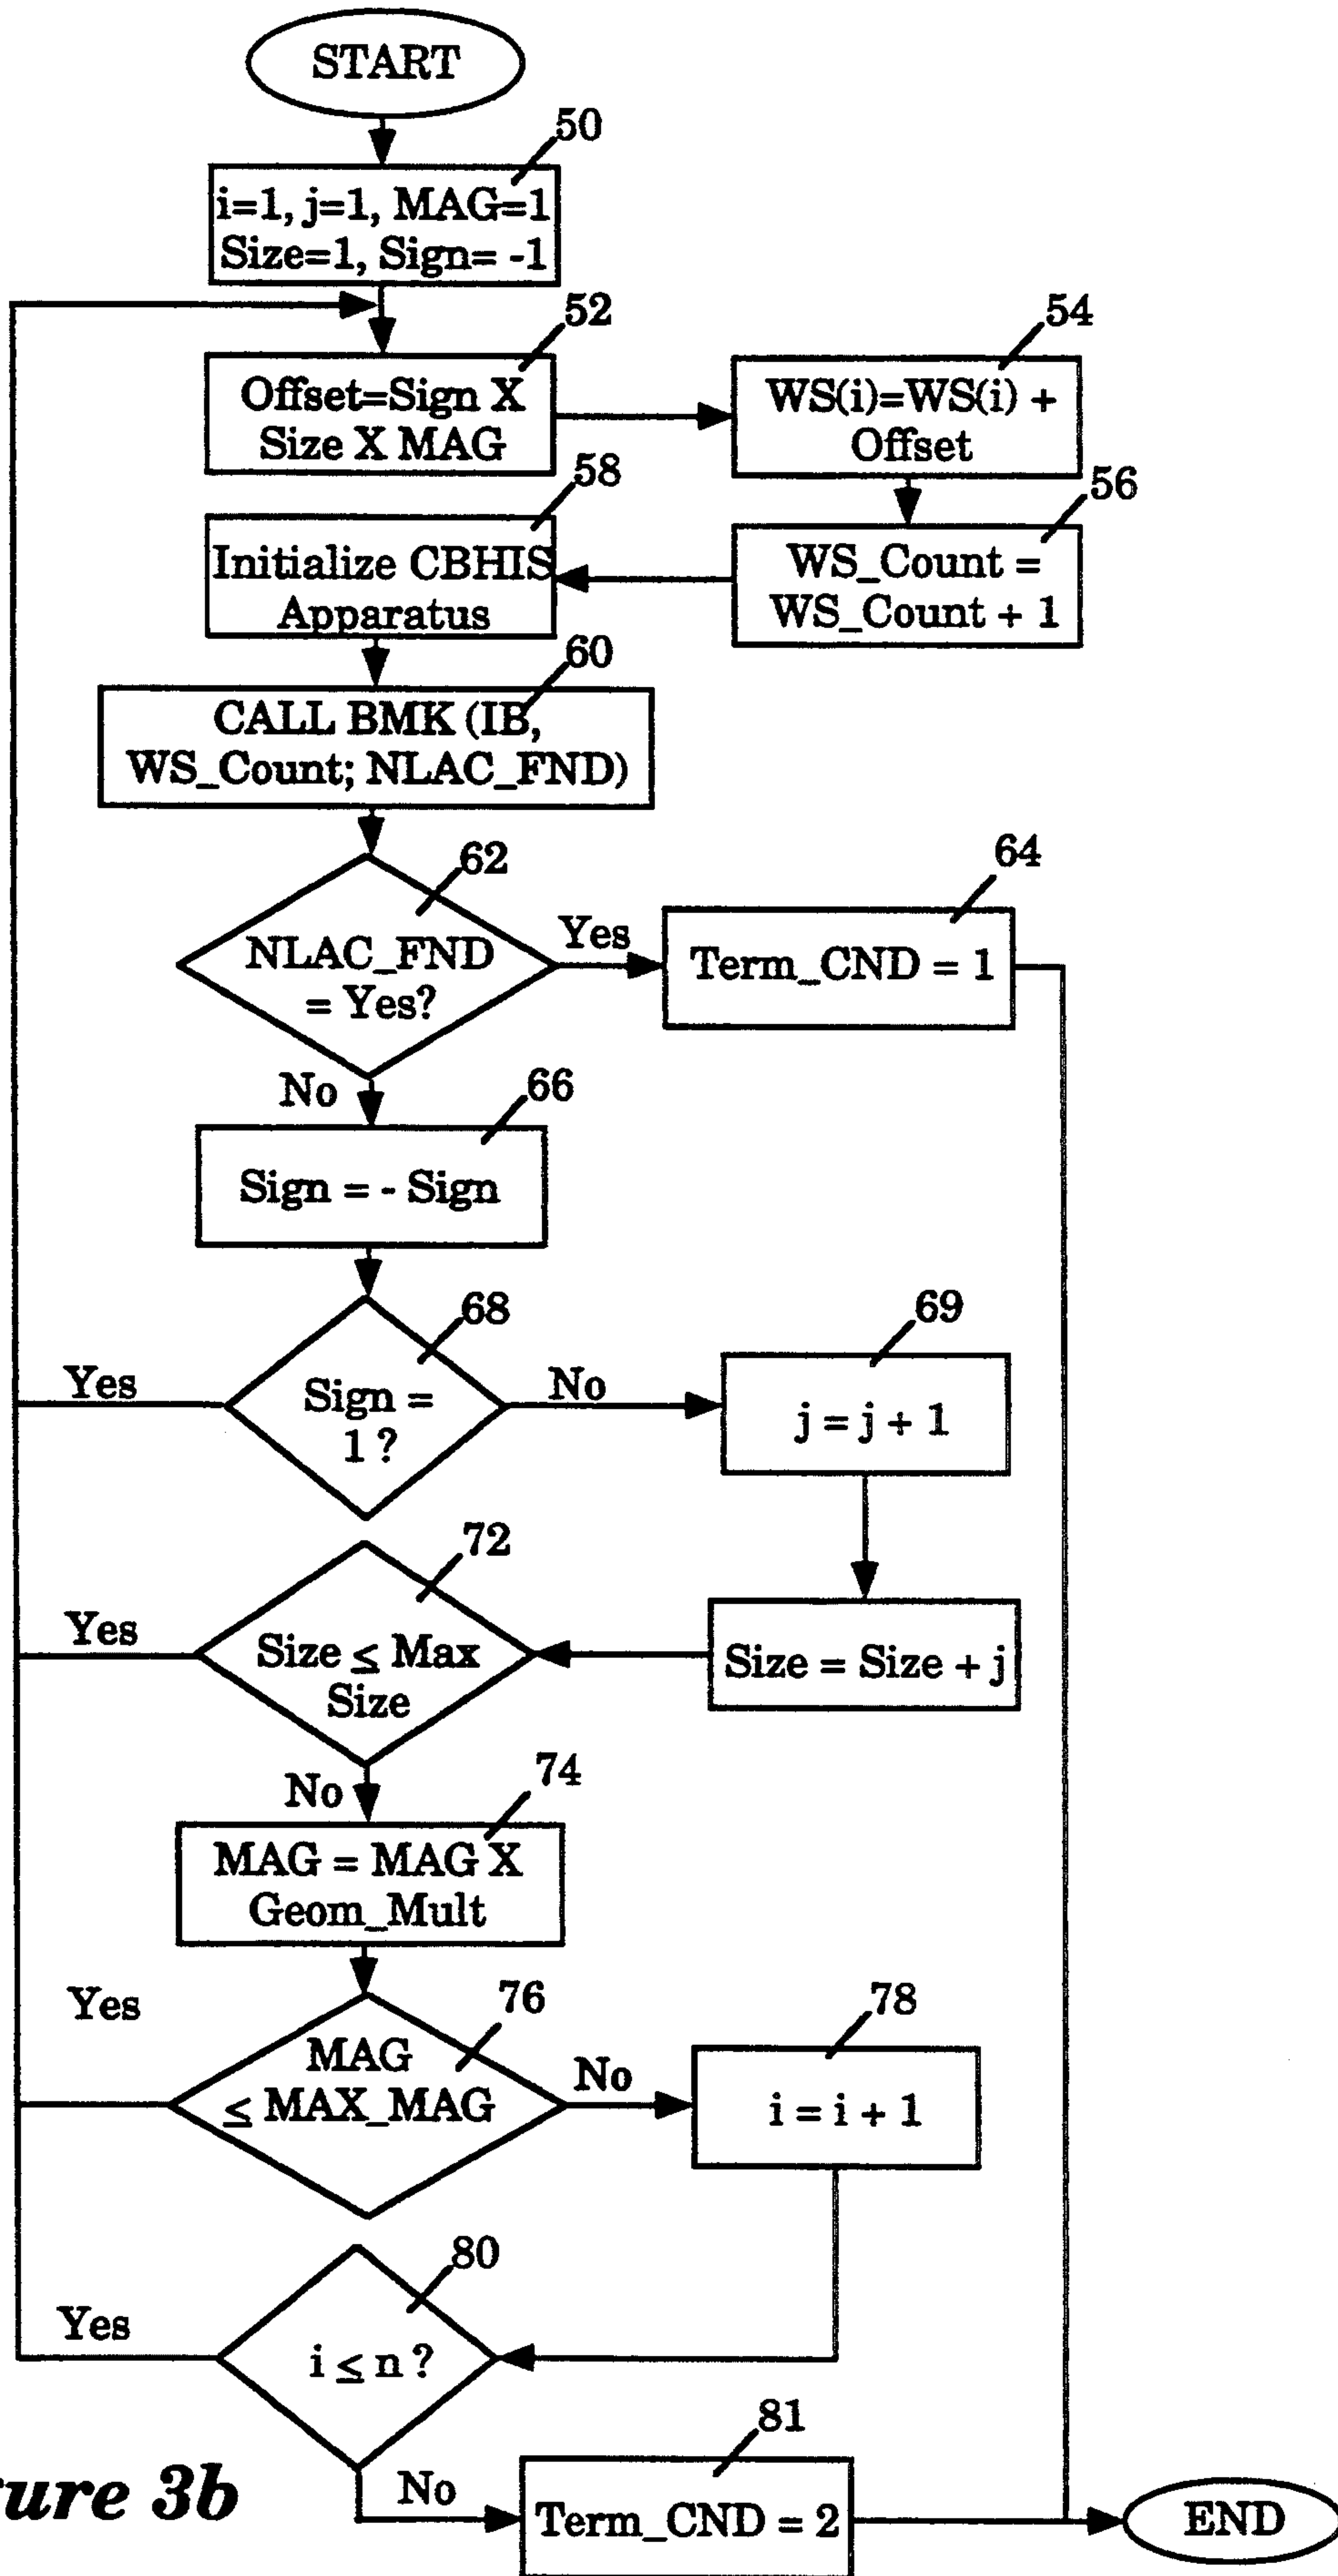 START
50
i=1, j=1, MAG=1
Size=1, Sign= -1
52
Offset=Sign X
Size X MAG
54
WS(i)=WS(i) +
Offset
56
WS_Count =
WS_Count + 1
58
Initialize CBHIS
Apparatus
60
CALL BMK (IB,
WS_Count; NLAC_FND)
62
NLAC_FND
= Yes?
Yes
64
Term_CND = 1
No
66
Sign = - Sign
68
Sign =
1 ?
Yes
No
69
j = j + 1
Size = Size + j
72
Size ≤ Max
Size
Yes
No
74
MAG = MAG X
Geom_Mult
76
MAG
≤ MAX_MAG
Yes
No
78
i = i + 1
80
i ≤ n ?
Yes
No
81
Term_CND = 2
END
ure 3b